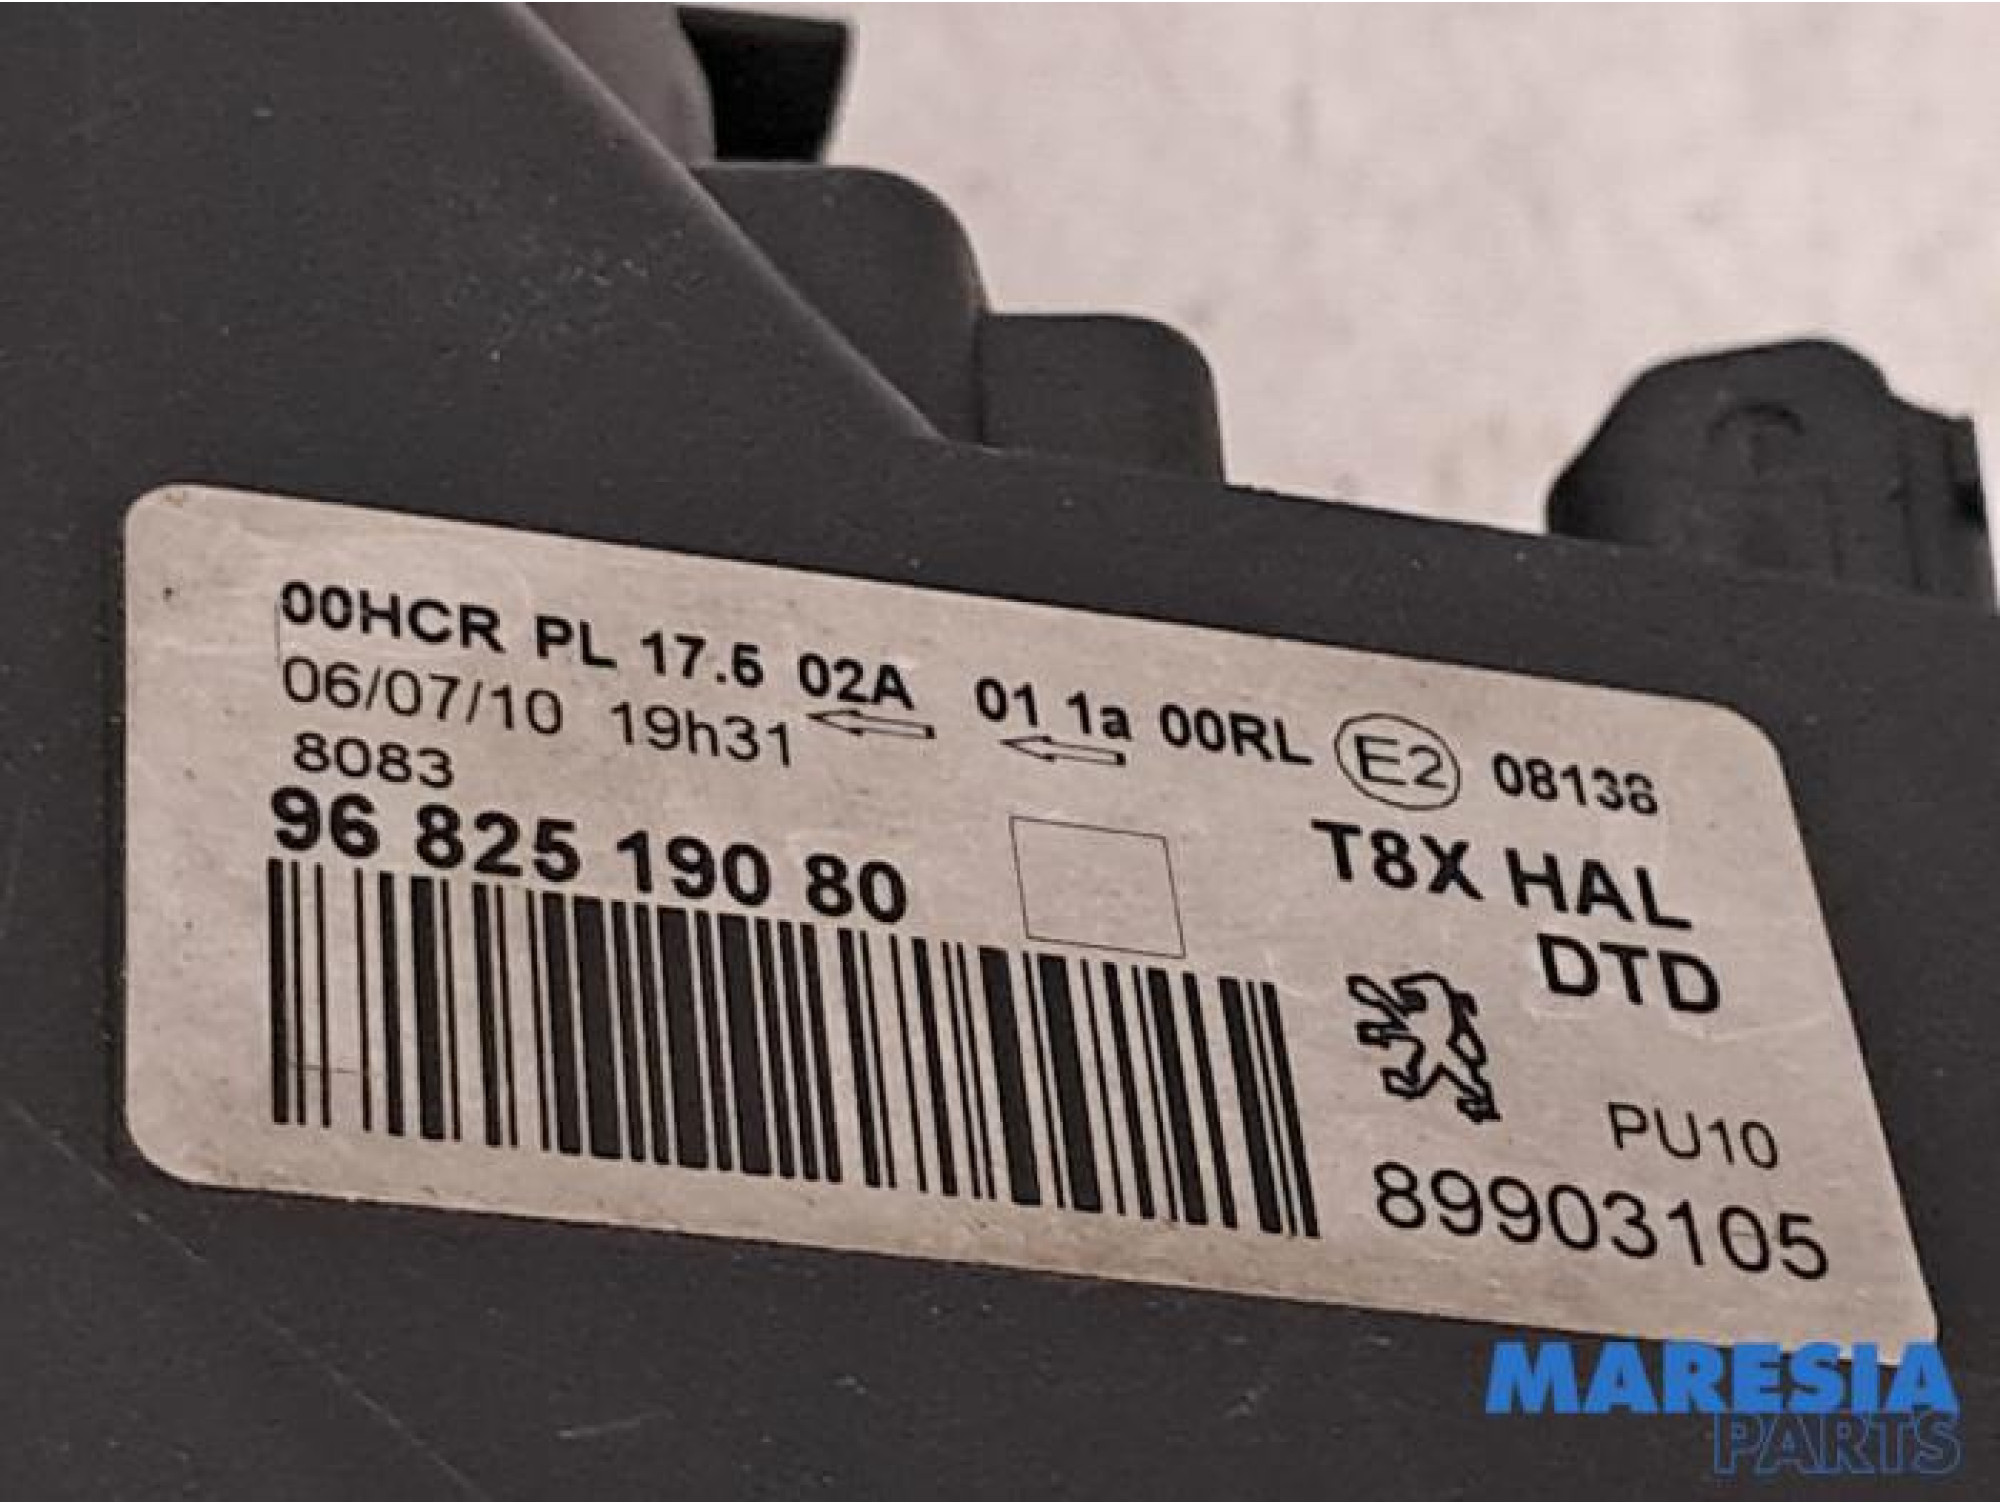 00HCR PL 17.5 02A 01 1a 00RL E2 08136
06/07/10 19h31
8083
96 825 190 80
T8X HAL
DTD
PU10
89903105
MARESIA
PARTS